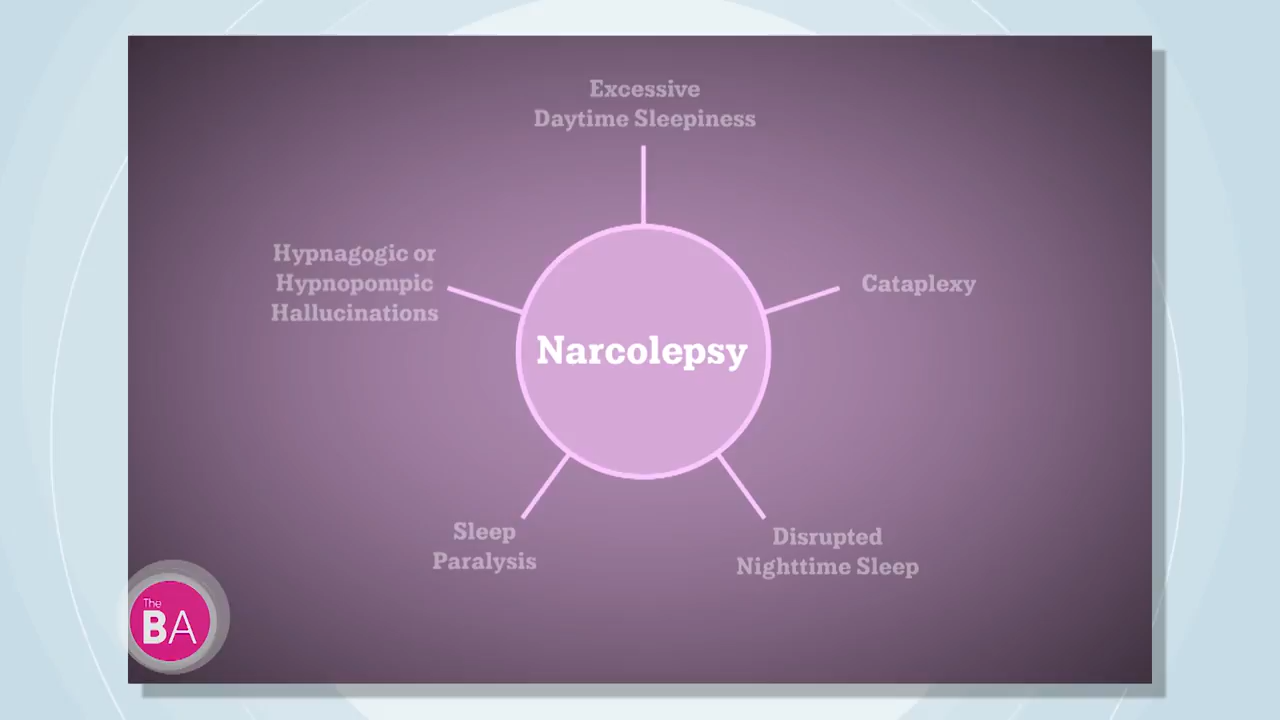 Excessive
Daytime Sleepiness
Hypnagogic or
Hypnopompic
Hallucinations
Cataplexy
Narcolepsy
Sleep
Paralysis
Disrupted
Nighttime Sleep
The
BA